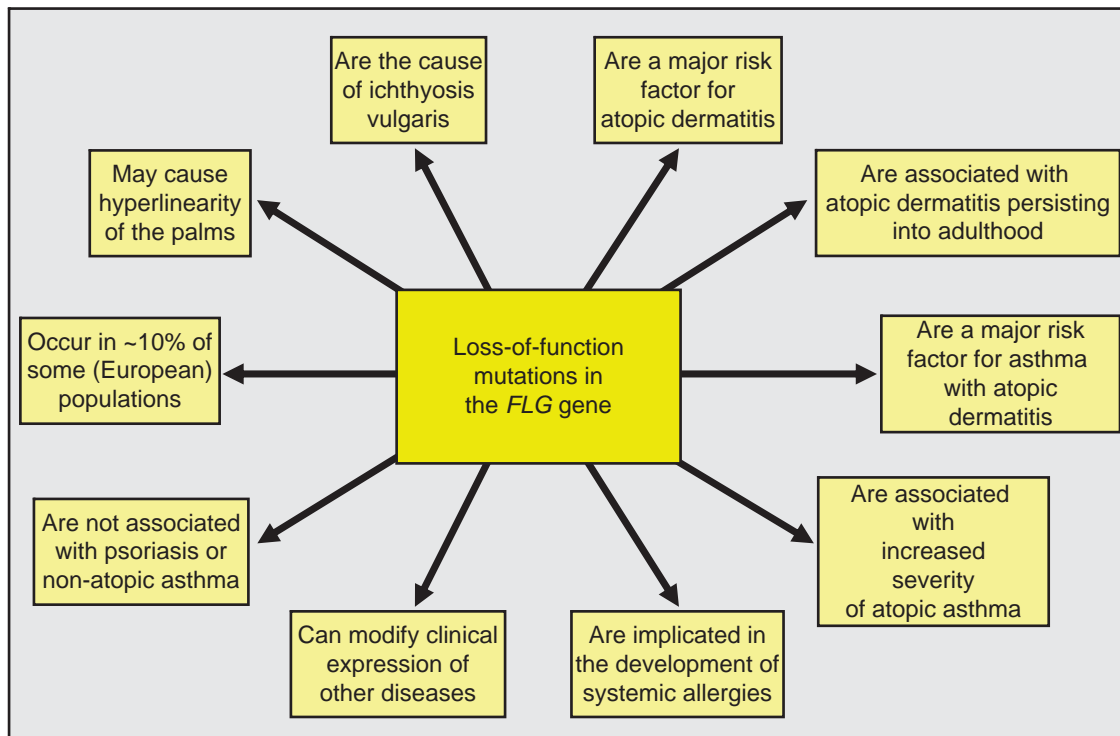 Are the cause
of ichthyosis
vulgaris
Are a major risk
factor for
atopic dermatitis
May cause
hyperlinearity
of the palms
Are associated with
atopic dermatitis persisting
into adulthood
Loss-of-function
mutations in
the FLG gene
Occur in ~10% of
some (European)
populations
Are a major risk
factor for asthma
with atopic
dermatitis
Are not associated
with psoriasis or
non-atopic asthma
Are associated
with
increased
severity
of atopic asthma
Can modify clinical
expression of
other diseases
Are implicated in
the development of
systemic allergies